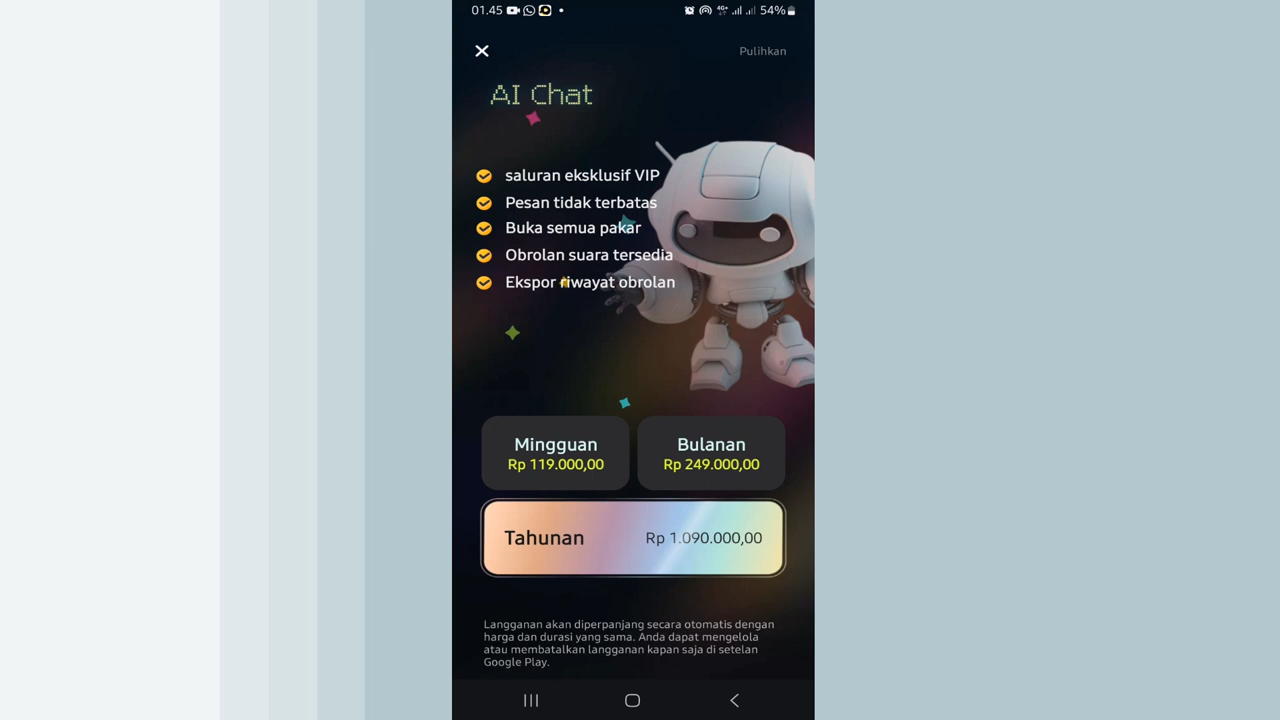 01.45
4G+
54%
Pulihkan
AI Chat
saluran eksklusif VIP
Pesan tidak terbatas
Buka semua pakar
Obrolan suara tersedia
Ekspor riwayat obrolan
Mingguan
Rp 119.000,00
Bulanan
Rp 249.000,00
Tahunan
Rp 1.090.000,00
Langganan akan diperpanjang secara otomatis dengan
harga dan durasi yang sama. Anda dapat mengelola
atau membatalkan langganan kapan saja di setelan
Google Play.